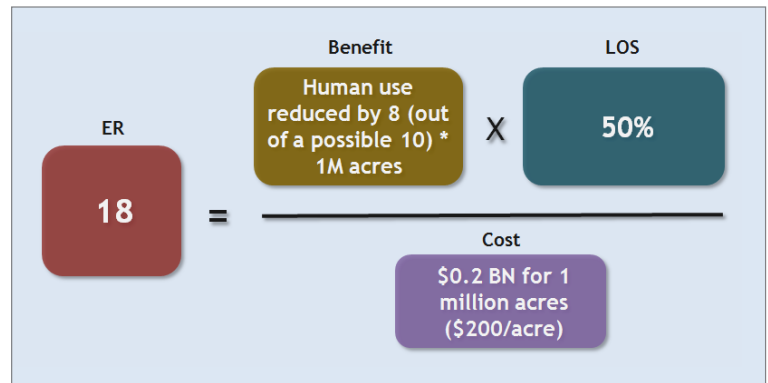 Benefit
LOS
Human use
reduced by 8 (out
of a possible 10) *
1M acres
X
50%
ER
18
=
Cost
$0.2 BN for 1
million acres
($200/acre)